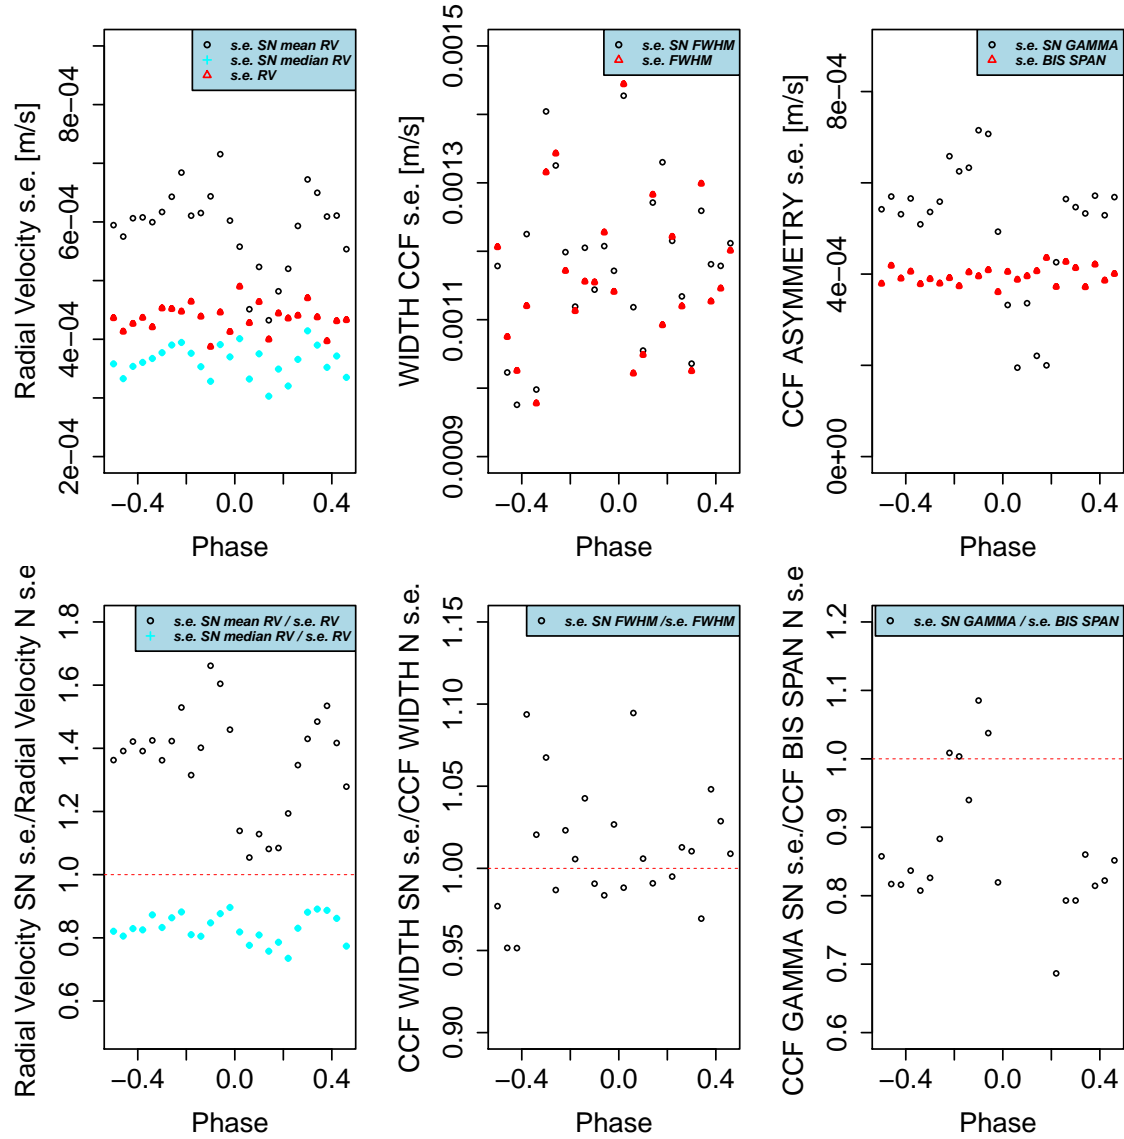 Radial Velocity s.e. [m/s]
2e−04 4e−04 6e−04 8e−04
s.e. SN mean RV
s.e. SN median RV
s.e. RV
−0.4 0.0 0.4
Phase
WIDTH CCF s.e. [m/s]
0.0009 0.0011 0.0013 0.0015
s.e. SN FWHM
s.e. FWHM
−0.4 0.0 0.4
Phase
CCF ASYMMETRY s.e. [m/s]
0e+00 4e−04 8e−04
s.e. SN GAMMA
s.e. BIS SPAN
−0.4 0.0 0.4
Phase
Radial Velocity SN s.e./Radial Velocity N s.e
0.6 0.8 1.0 1.2 1.4 1.6 1.8
s.e. SN mean RV / s.e. RV
s.e. SN median RV / s.e. RV
−0.4 0.0 0.4
Phase
CCF WIDTH SN s.e./CCF WIDTH N s.e.
0.90 0.95 1.00 1.05 1.10 1.15
s.e. SN FWHM /s.e. FWHM
−0.4 0.0 0.4
Phase
CCF GAMMA SN s.e./CCF BIS SPAN N s.e
0.6 0.7 0.8 0.9 1.0 1.1 1.2
s.e. SN GAMMA / s.e. BIS SPAN
−0.4 0.0 0.4
Phase